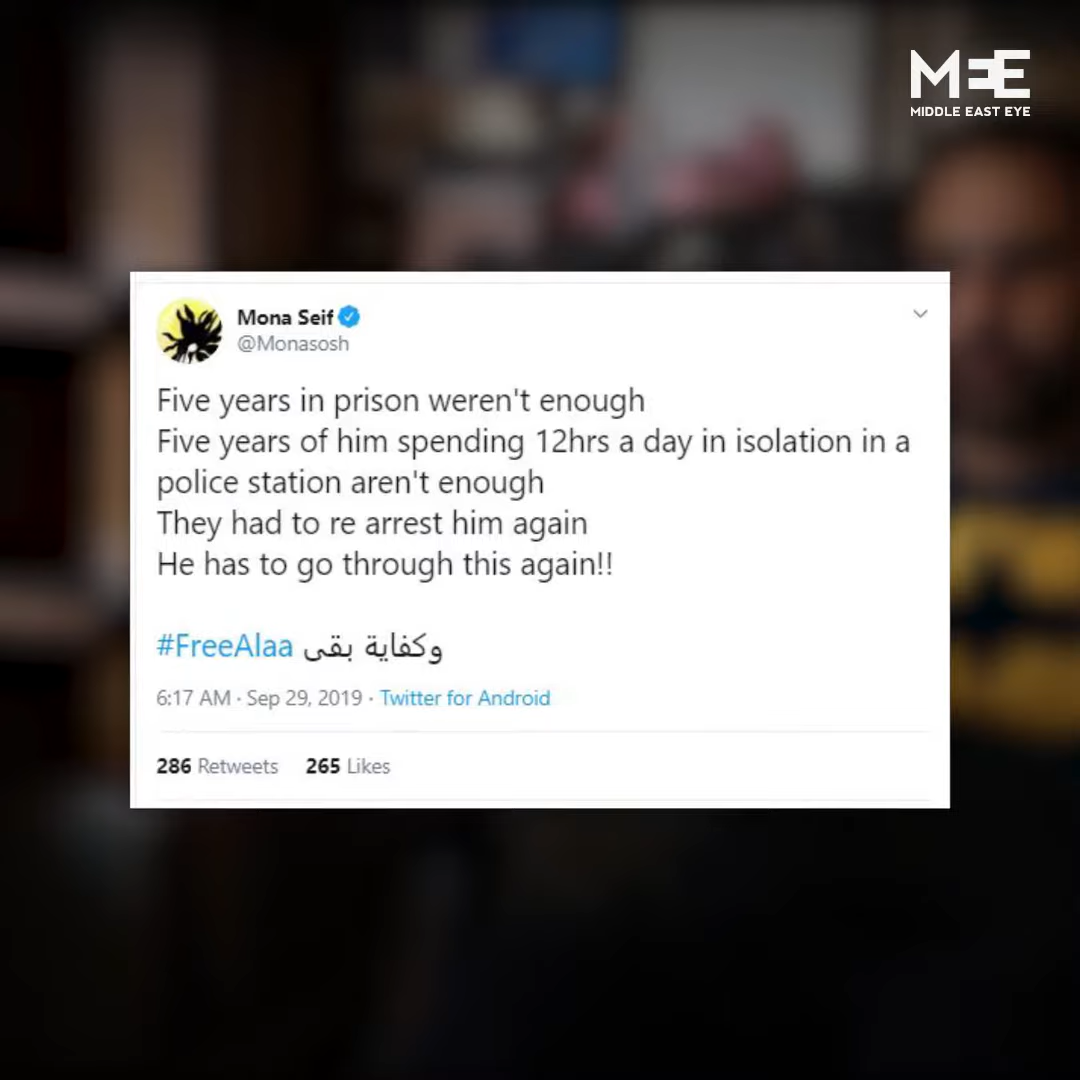 MEE
MIDDLE EAST EYE
Mona Seif
@Monasosh
Five years in prison weren't enough
Five years of him spending 12hrs a day in isolation in a
police station aren't enough
They had to re arrest him again
He has to go through this again!!
#FreeAlaa وكفاية بقى
6:17 AM · Sep 29, 2019 · Twitter for Android
286 Retweets 265 Likes